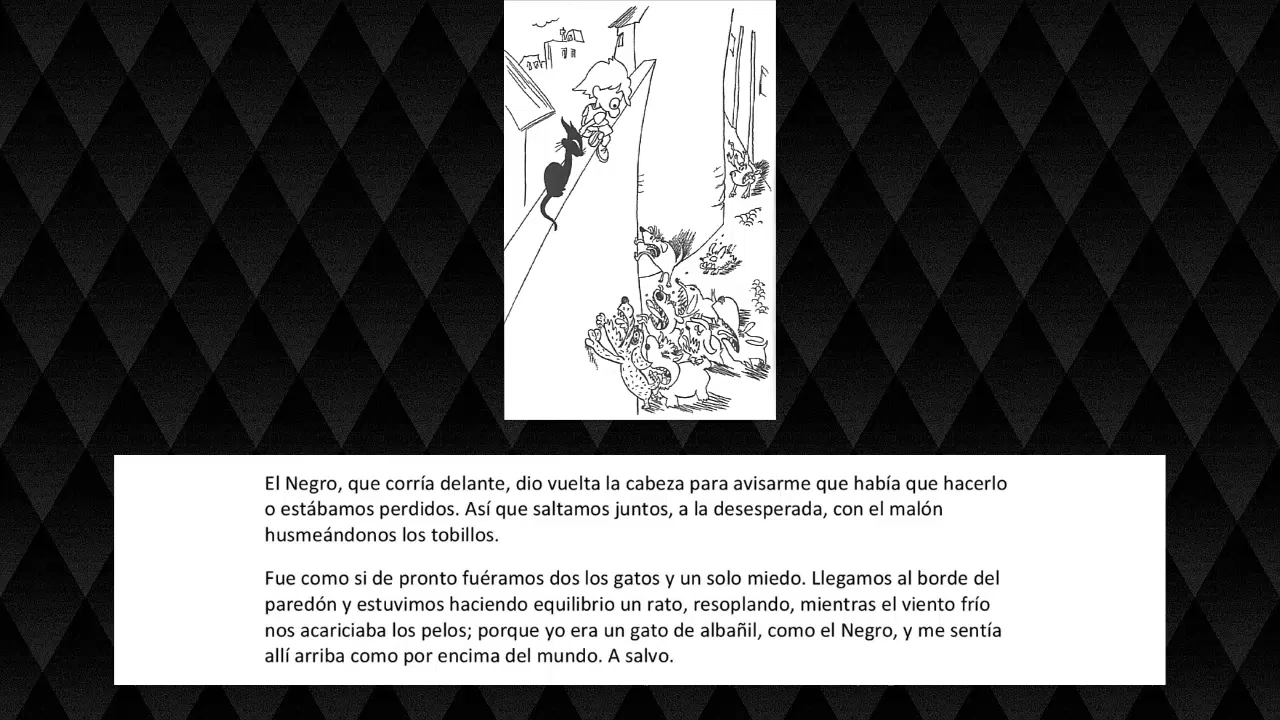 El Negro, que corría delante, dio vuelta la cabeza para avisarme que había que hacerlo
o estábamos perdidos. Así que saltamos juntos, a la desesperada, con el malón
husmeándonos los tobillos.
Fue como si de pronto fuéramos dos los gatos y un solo miedo. Llegamos al borde del
paredón y estuvimos haciendo equilibrio un rato, resoplando, mientras el viento frío
nos acariciaba los pelos; porque yo era un gato de albañil, como el Negro, y me sentía
allí arriba como por encima del mundo. A salvo.